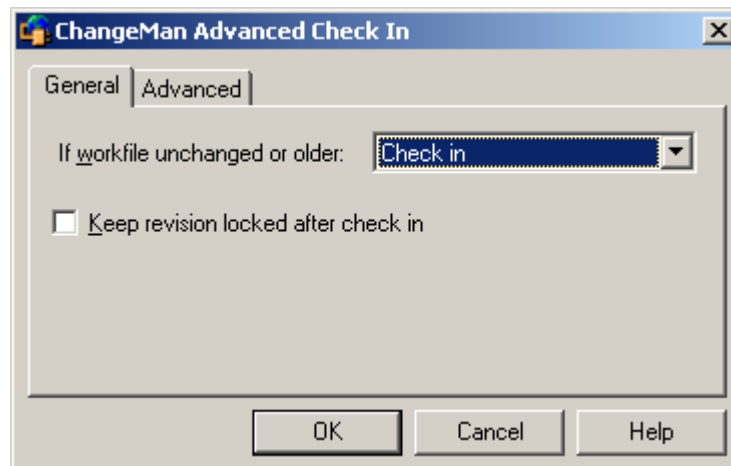 ChangeMan Advanced Check In
General Advanced
If workfile unchanged or older: Check in
Keep revision locked after check in
OK Cancel Help